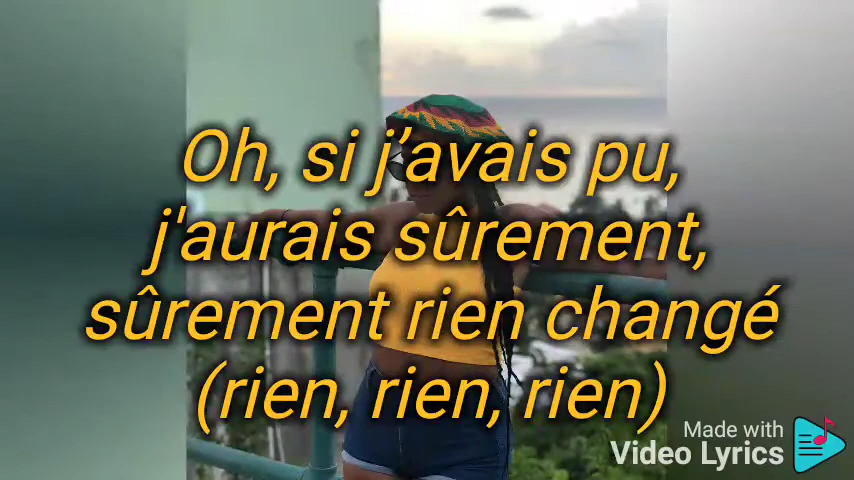 Oh, si j’avais pu,
j'aurais sûrement,
sûrement rien changé
(rien, rien, rien)
Made with
Video Lyrics